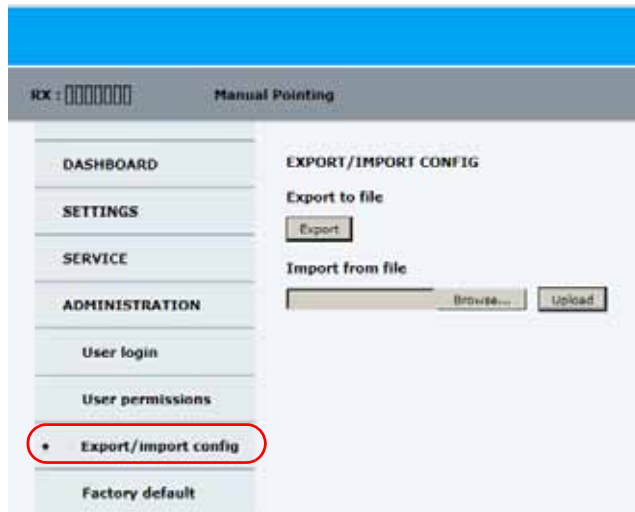 RX : ▯▯▯▯▯▯▯ Manual Pointing
DASHBOARD
SETTINGS
SERVICE
ADMINISTRATION
User login
User permissions
• Export/import config
Factory default
EXPORT/IMPORT CONFIG
Export to file
Export
Import from file
Browse... Upload